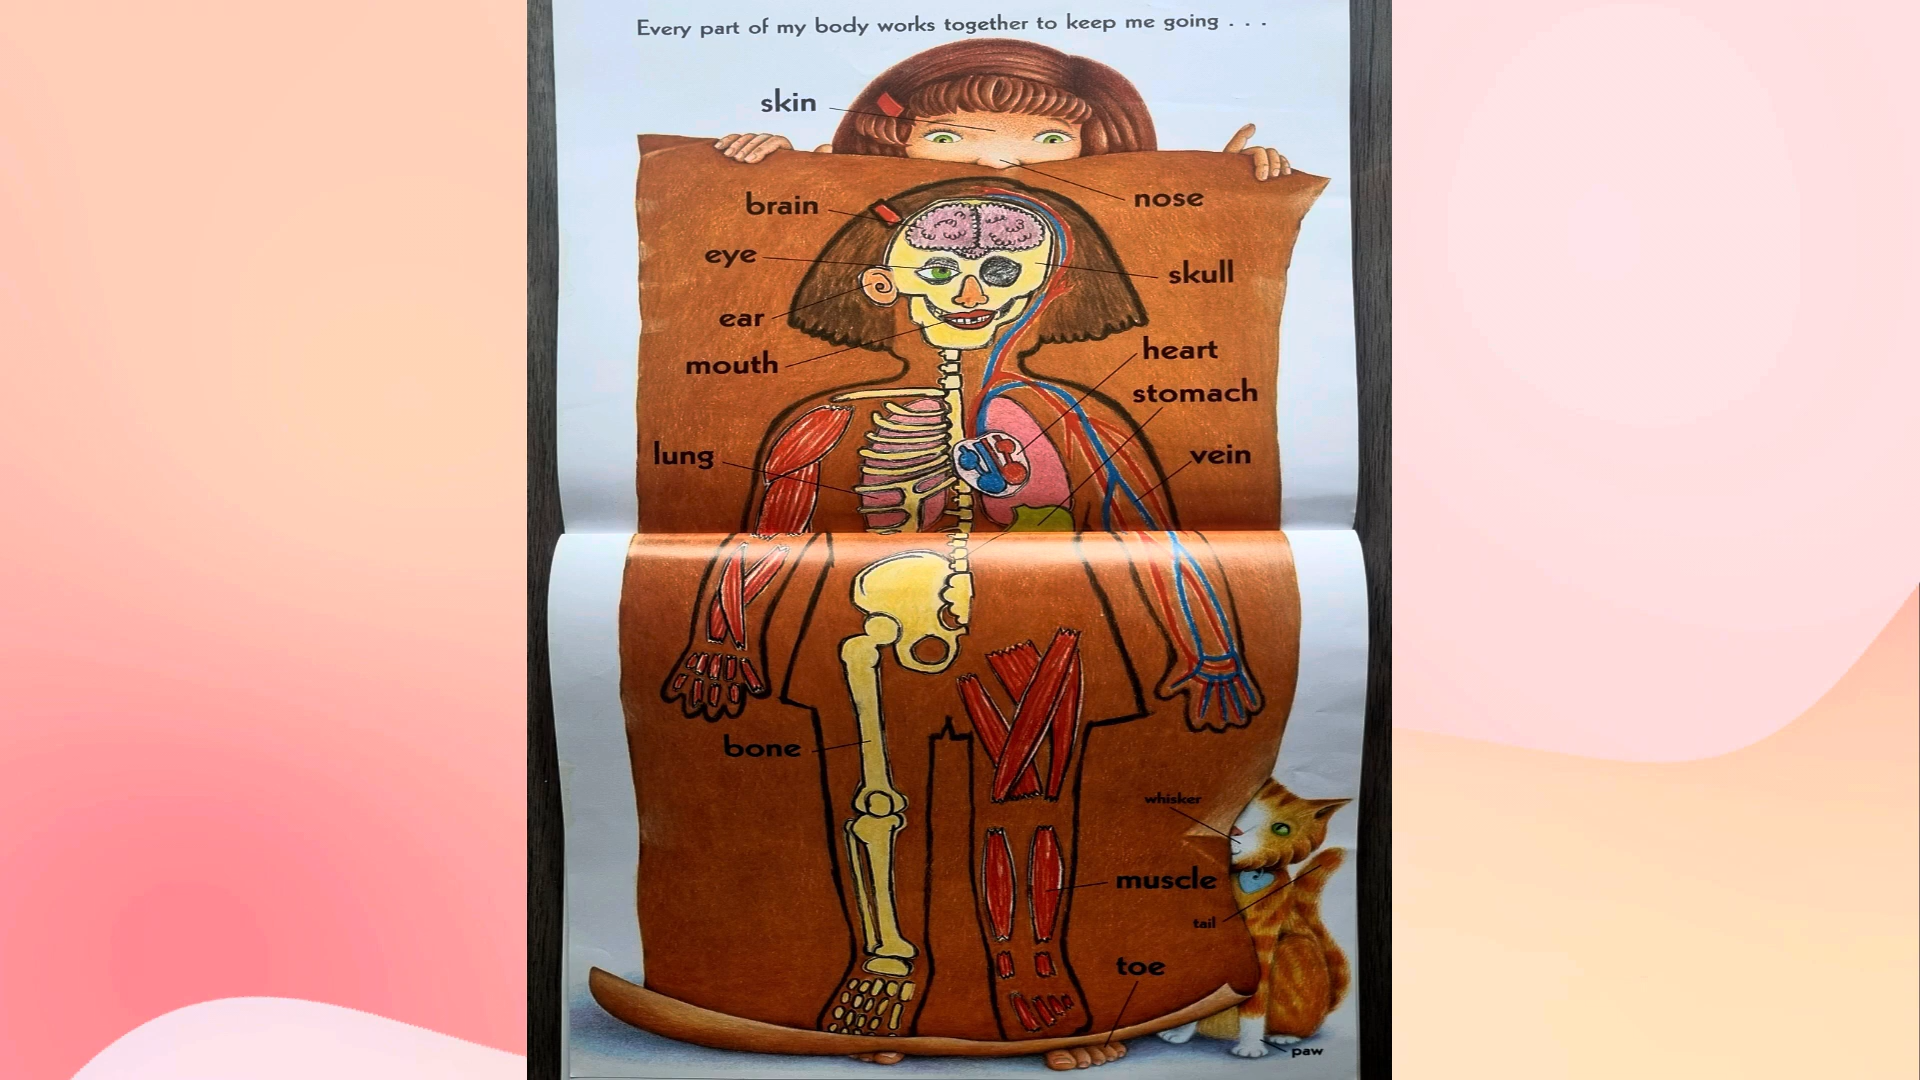 Every part of my body works together to keep me going . . .
skin
nose
brain
eye
skull
ear
mouth
heart
stomach
lung
vein
bone
whisker
muscle
tail
toe
paw